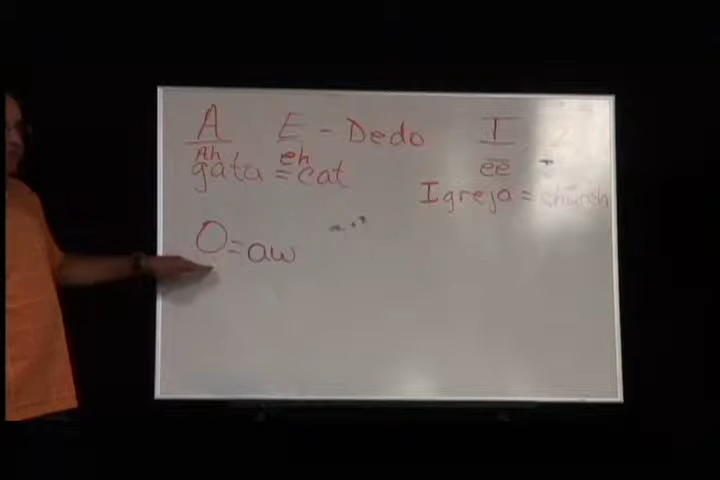 A E - Dedo I
Ah eh ee
gata = cat
Igreja = church
O = aw